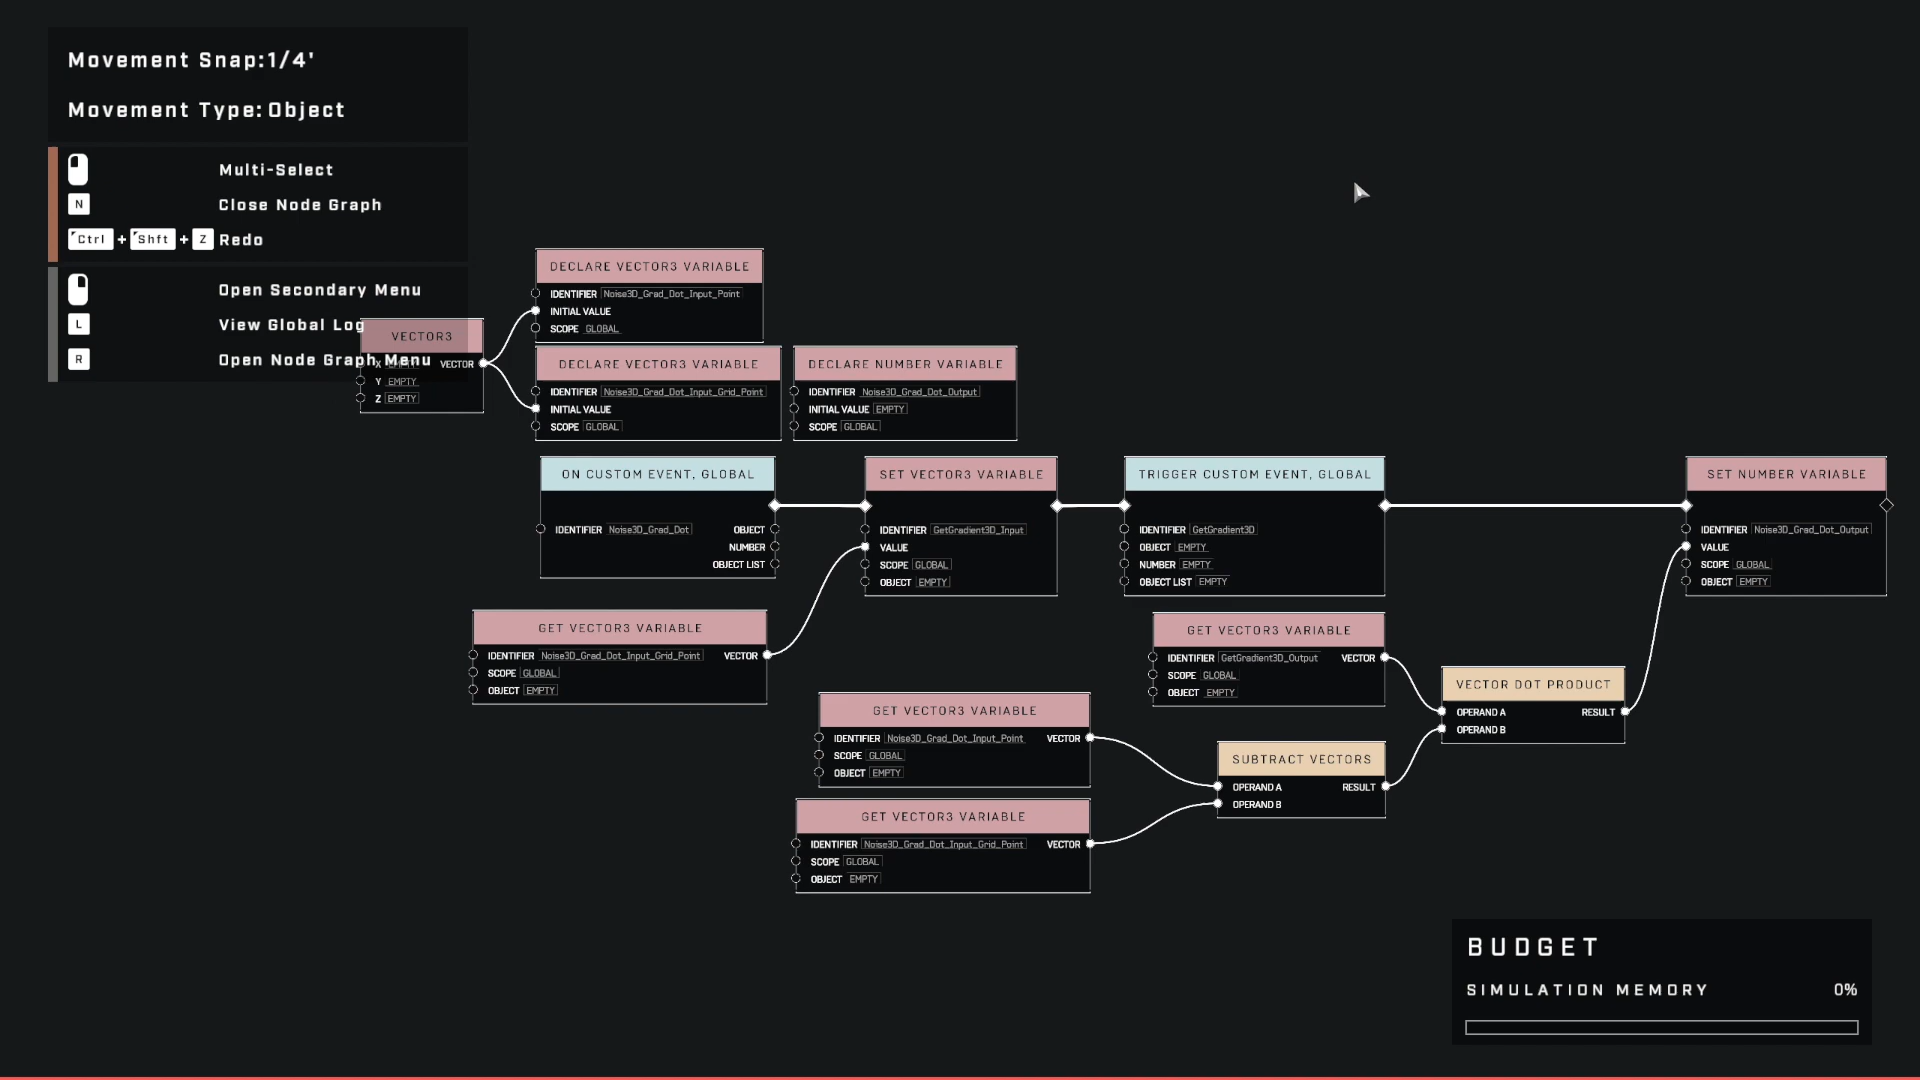 Movement Snap:1/4'
Movement Type:Object
Multi-Select
N Close Node Graph
Ctrl + Shft + Z Redo
Open Secondary Menu
L View Global Log
R Open Node Graph Menu
VECTOR3
X EMPTY VECTOR
Y EMPTY
Z EMPTY
DECLARE VECTOR3 VARIABLE
IDENTIFIER Noise3D_Grad_Dot_Input_Point
INITIAL VALUE
SCOPE GLOBAL
DECLARE VECTOR3 VARIABLE
IDENTIFIER Noise3D_Grad_Dot_Input_Grid_Point
INITIAL VALUE
SCOPE GLOBAL
DECLARE NUMBER VARIABLE
IDENTIFIER Noise3D_Grad_Dot_Output
INITIAL VALUE EMPTY
SCOPE GLOBAL
ON CUSTOM EVENT, GLOBAL
IDENTIFIER Noise3D_Grad_Dot OBJECT
NUMBER
OBJECT LIST
SET VECTOR3 VARIABLE
IDENTIFIER GetGradient3D_Input
VALUE
SCOPE GLOBAL
OBJECT EMPTY
TRIGGER CUSTOM EVENT, GLOBAL
IDENTIFIER GetGradient3D
OBJECT EMPTY
NUMBER EMPTY
OBJECT LIST EMPTY
SET NUMBER VARIABLE
IDENTIFIER Noise3D_Grad_Dot_Output
VALUE
SCOPE GLOBAL
OBJECT EMPTY
GET VECTOR3 VARIABLE
IDENTIFIER Noise3D_Grad_Dot_Input_Grid_Point VECTOR
SCOPE GLOBAL
OBJECT EMPTY
GET VECTOR3 VARIABLE
IDENTIFIER GetGradient3D_Output VECTOR
SCOPE GLOBAL
OBJECT EMPTY
VECTOR DOT PRODUCT
OPERAND A RESULT
OPERAND B
GET VECTOR3 VARIABLE
IDENTIFIER Noise3D_Grad_Dot_Input_Point VECTOR
SCOPE GLOBAL
OBJECT EMPTY
SUBTRACT VECTORS
OPERAND A RESULT
OPERAND B
GET VECTOR3 VARIABLE
IDENTIFIER Noise3D_Grad_Dot_Input_Grid_Point VECTOR
SCOPE GLOBAL
OBJECT EMPTY
BUDGET
SIMULATION MEMORY 0%